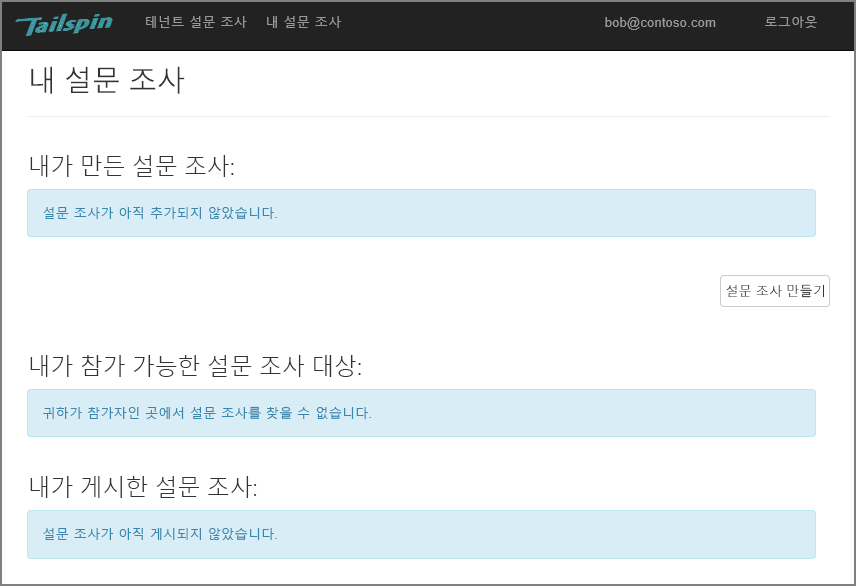 Tailspin 테넌트 설문 조사 내 설문 조사 bob@contoso.com 로그아웃
내 설문 조사
내가 만든 설문 조사:
설문 조사가 아직 추가되지 않았습니다.
설문 조사 만들기
내가 참가 가능한 설문 조사 대상:
귀하가 참가자인 곳에서 설문 조사를 찾을 수 없습니다.
내가 게시한 설문 조사:
설문 조사가 아직 게시되지 않았습니다.